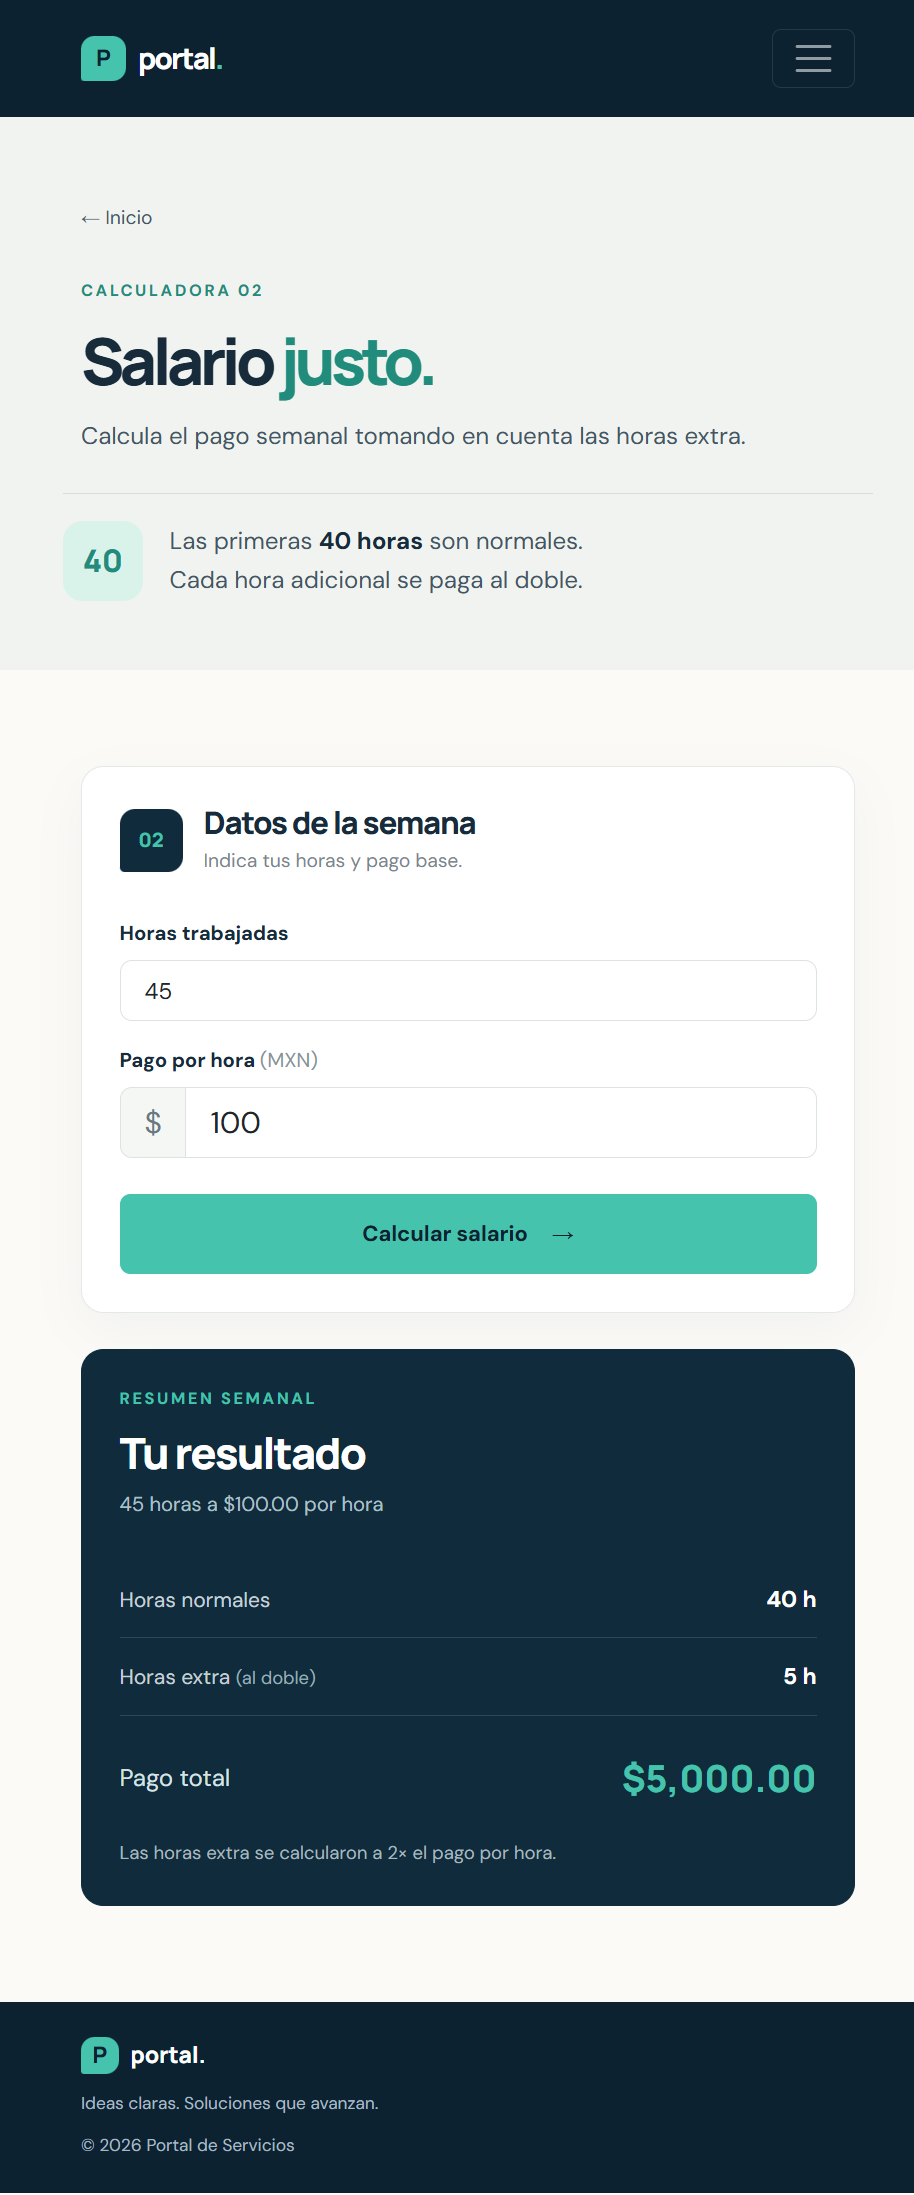 P portal.
← Inicio
CALCULADORA 02
Salario justo.
Calcula el pago semanal tomando en cuenta las horas extra.
40
Las primeras 40 horas son normales.
Cada hora adicional se paga al doble.
02
Datos de la semana
Indica tus horas y pago base.
Horas trabajadas
45
Pago por hora (MXN)
$ 100
Calcular salario →
RESUMEN SEMANAL
Tu resultado
45 horas a $100.00 por hora
Horas normales 40 h
Horas extra (al doble) 5 h
Pago total $5,000.00
Las horas extra se calcularon a 2× el pago por hora.
P portal.
Ideas claras. Soluciones que avanzan.
© 2026 Portal de Servicios